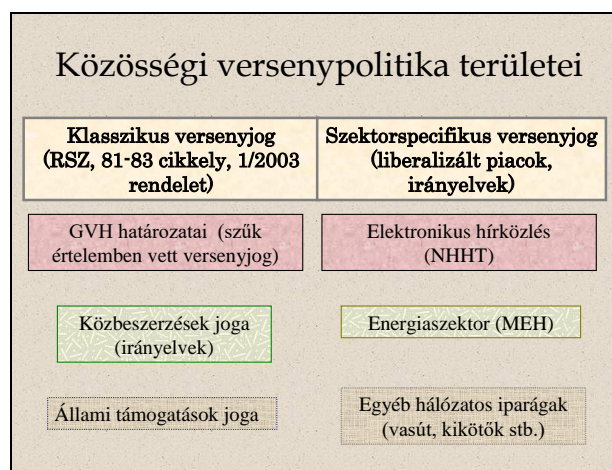 Közösségi versenypolitika területei
Klasszikus versenyjog
(RSZ, 81-83 cikkely, 1/2003
rendelet)
Szektorspecifikus versenyjog
(liberalizált piacok,
irányelvek)
GVH határozatai (szűk
értelemben vett versenyjog)
Elektronikus hírközlés
(NHHT)
Közbeszerzések joga
(irányelvek)
Energiaszektor (MEH)
Állami támogatások joga
Egyéb hálózatos iparágak
(vasút, kikötők stb.)